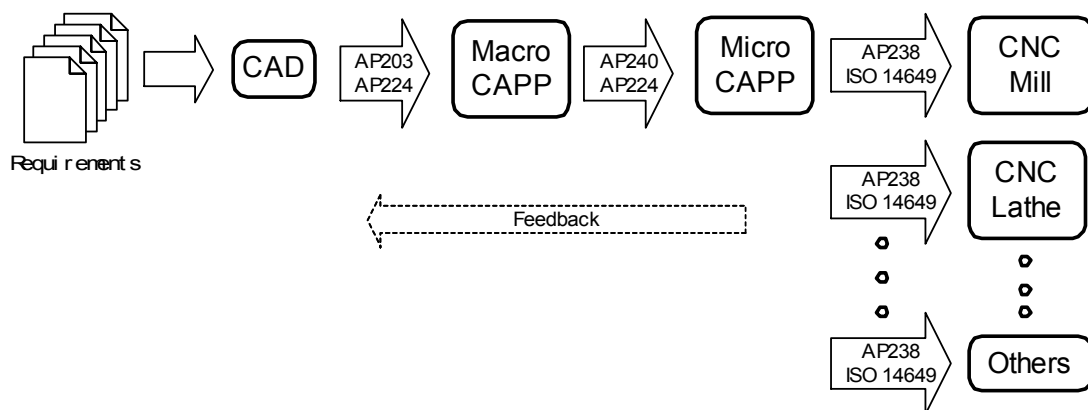 CAD
AP203
AP224
Macro
CAPP
AP240
AP224
Micro
CAPP
AP238
ISO 14649
CNC
Mill
Requirements
AP238
ISO 14649
CNC
Lathe
Feedback
AP238
ISO 14649
Others